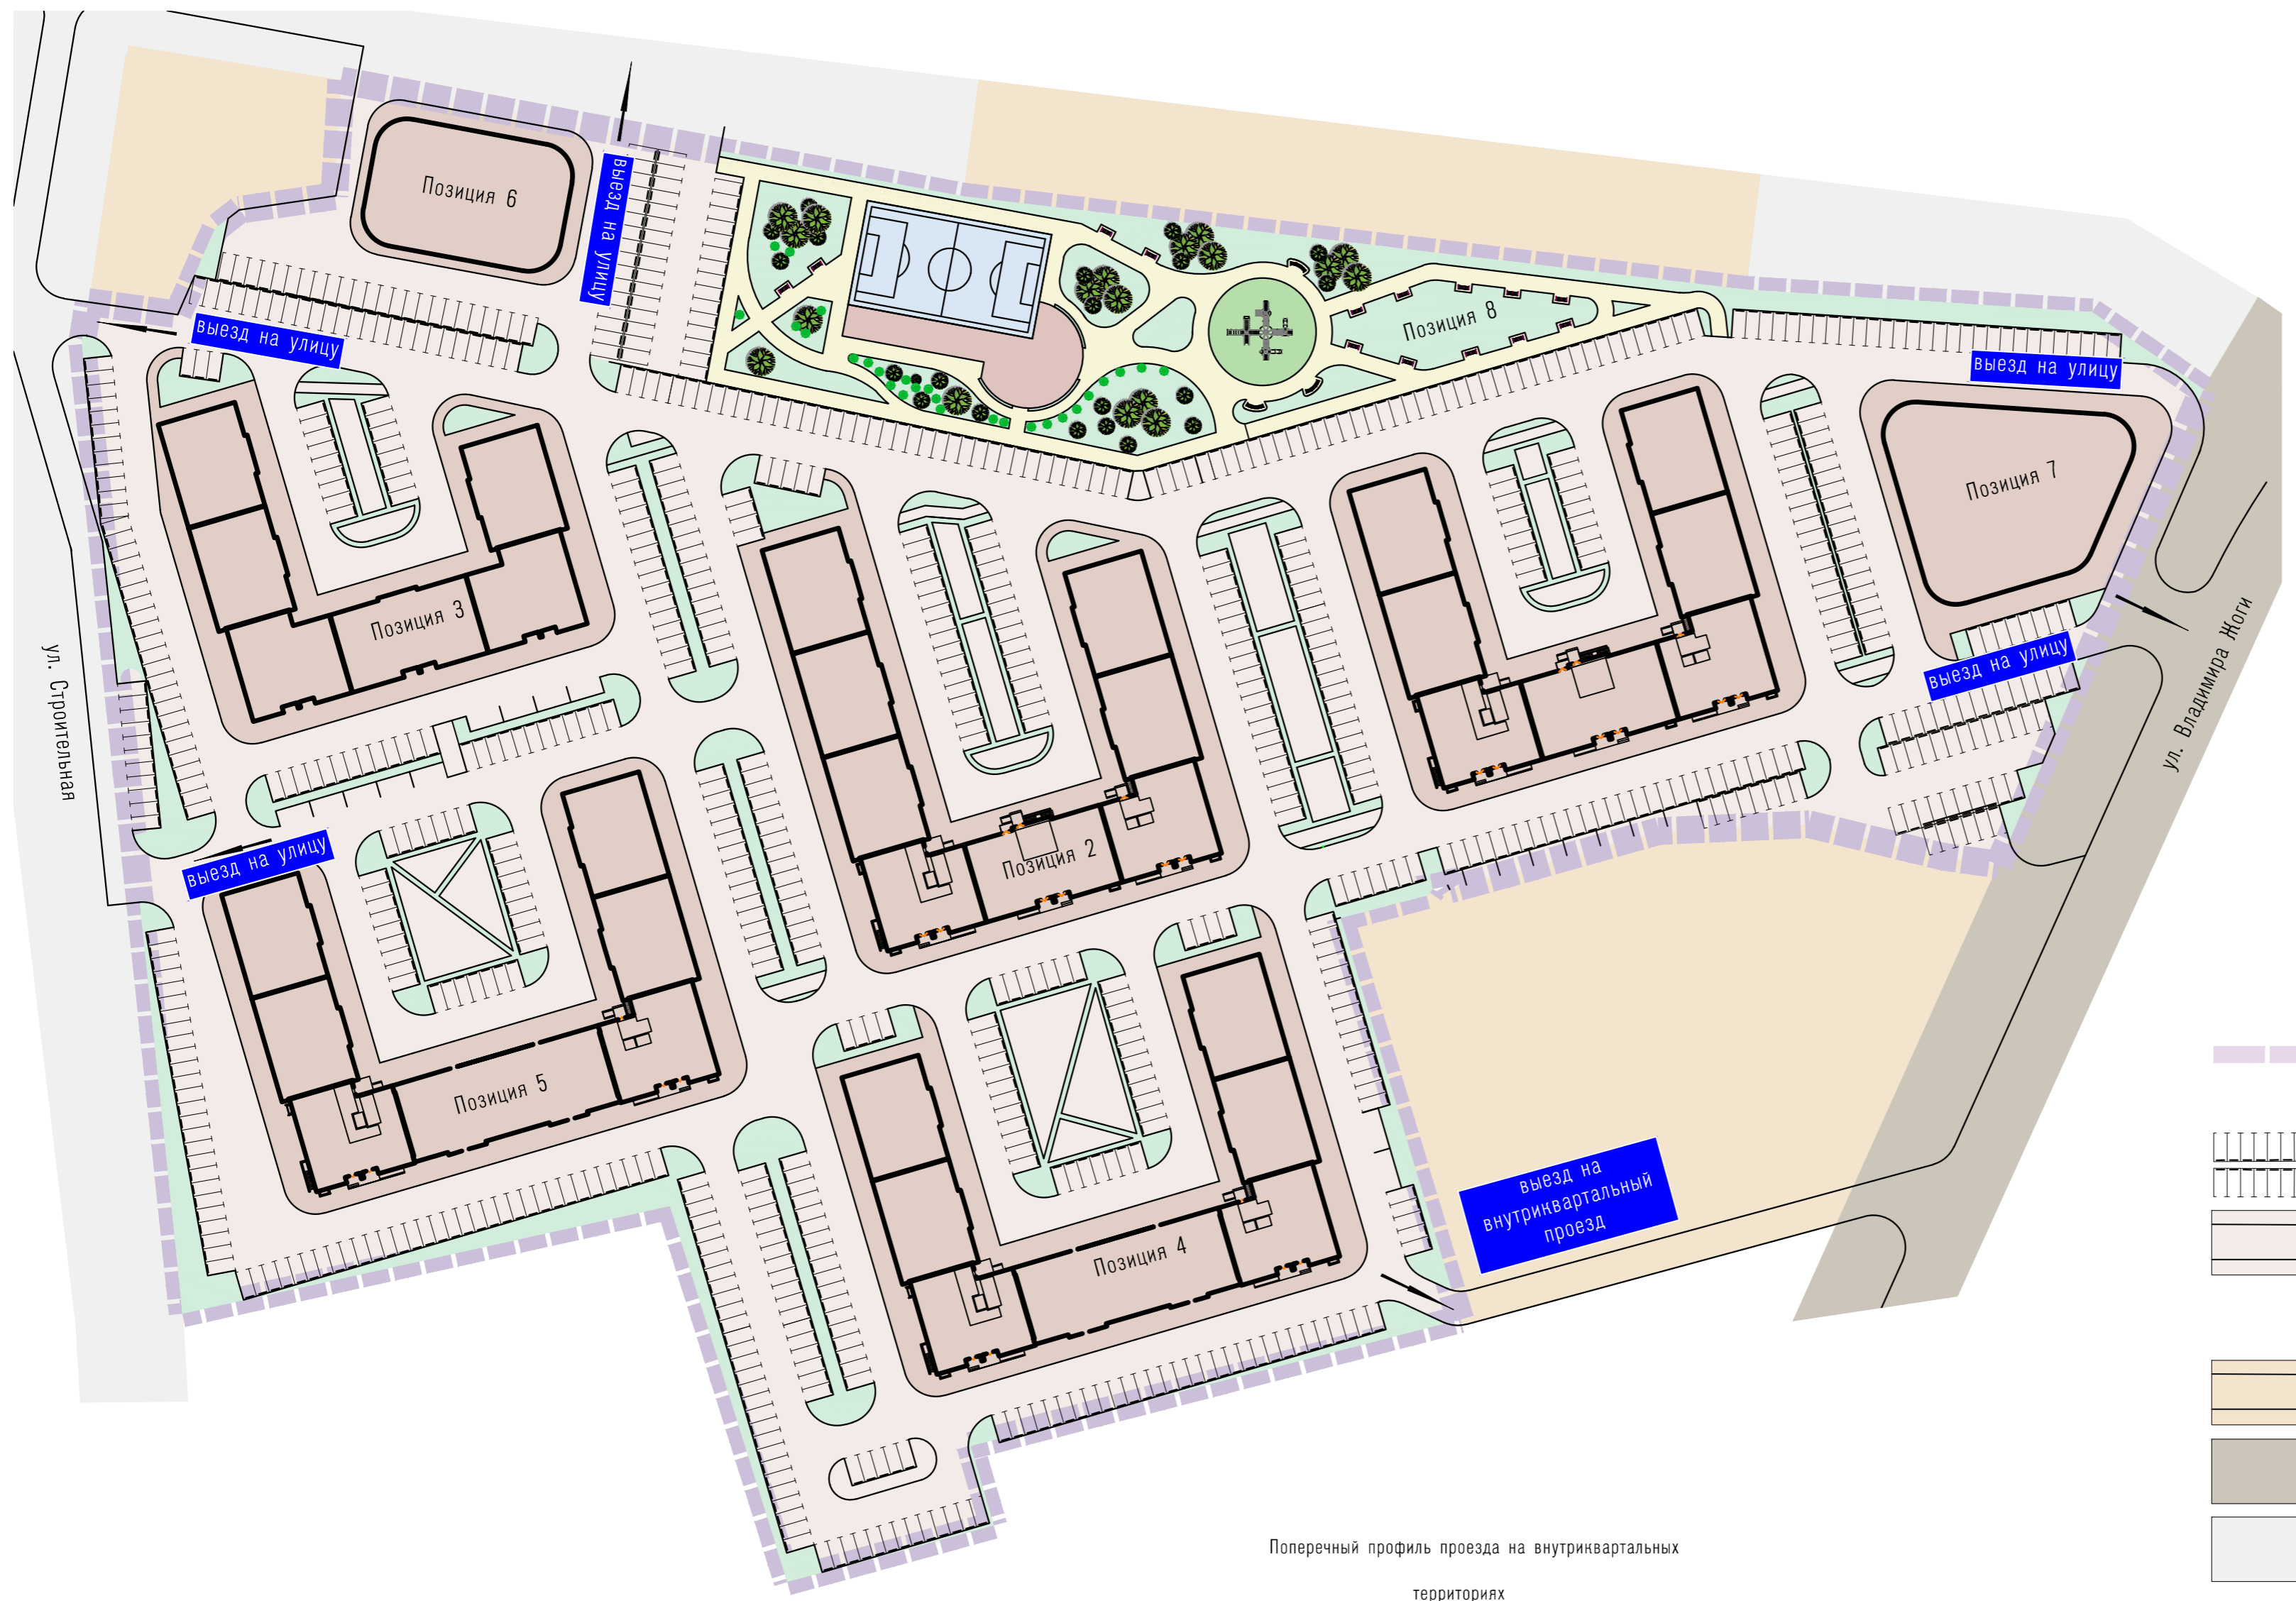 Позиция 6
выезд на улицу
выезд на улицу
Позиция 8
выезд на улицу
Позиция 7
Позиция 3
ул. Строительная
выезд на улицу
ул. Владимира Жоги
Позиция 2
выезд на улицу
Позиция 5
Позиция 4
выезд на
внутриквартальный
проезд
Поперечный профиль проезда на внутриквартальных
территориях